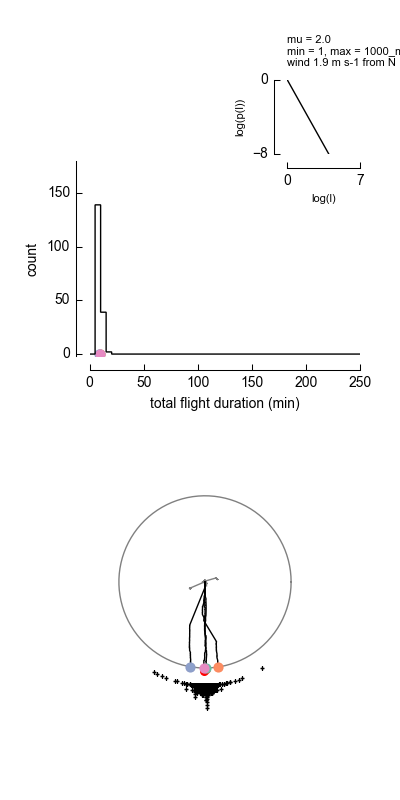 mu = 2.0
min = 1, max = 1000_m
wind 1.9 m s-1 from N
0
−8
log(p(l))
0
7
log(l)
150
100
50
0
count
0
50
100
150
200
250
total flight duration (min)